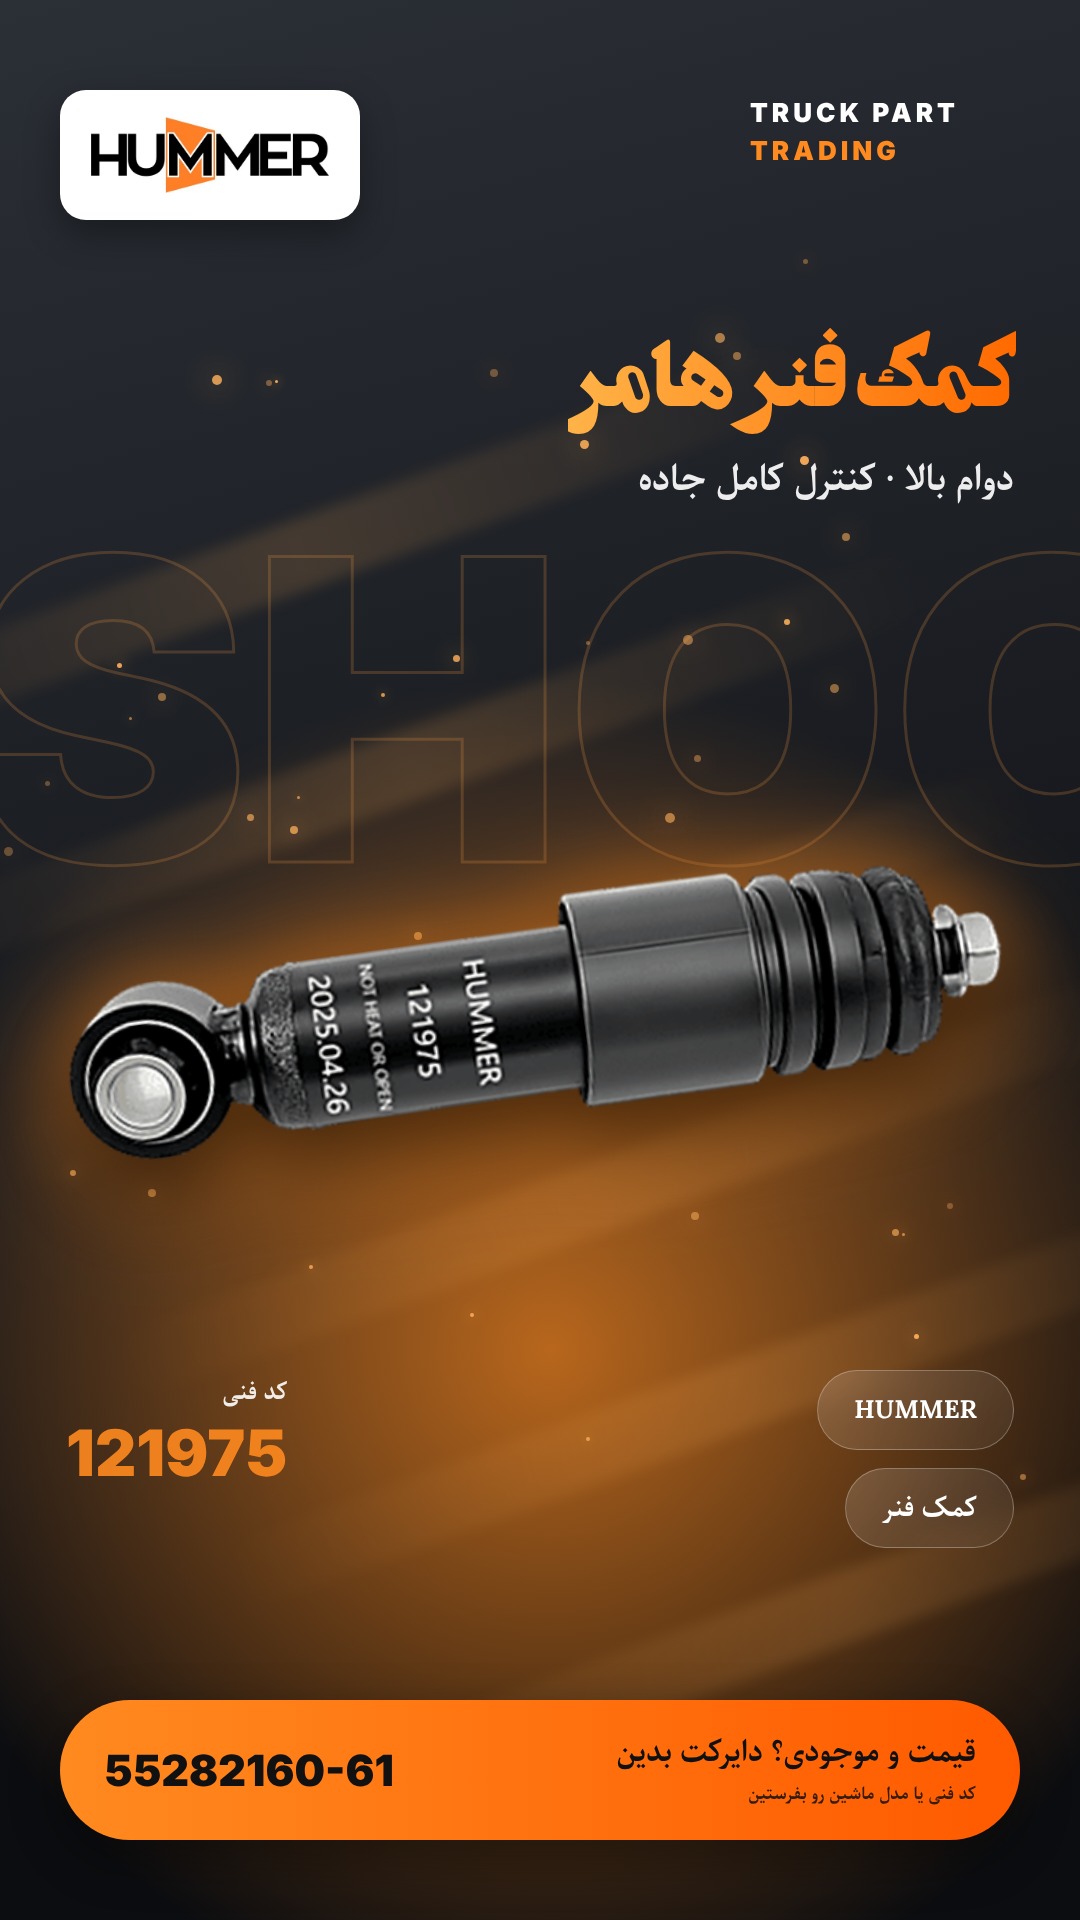 HUMMER
TRUCK PART
TRADING
کمک فنر هامر
دوام بالا · کنترل کامل جاده
SHOC
HUMMER
121975
NOT HEAT OR OPEN
2025.04.26
کد فنی
121975
HUMMER
کمک فنر
قیمت و موجودی؟ دایرکت بدین
کد فنی یا مدل ماشین رو بفرستین
55282160-61